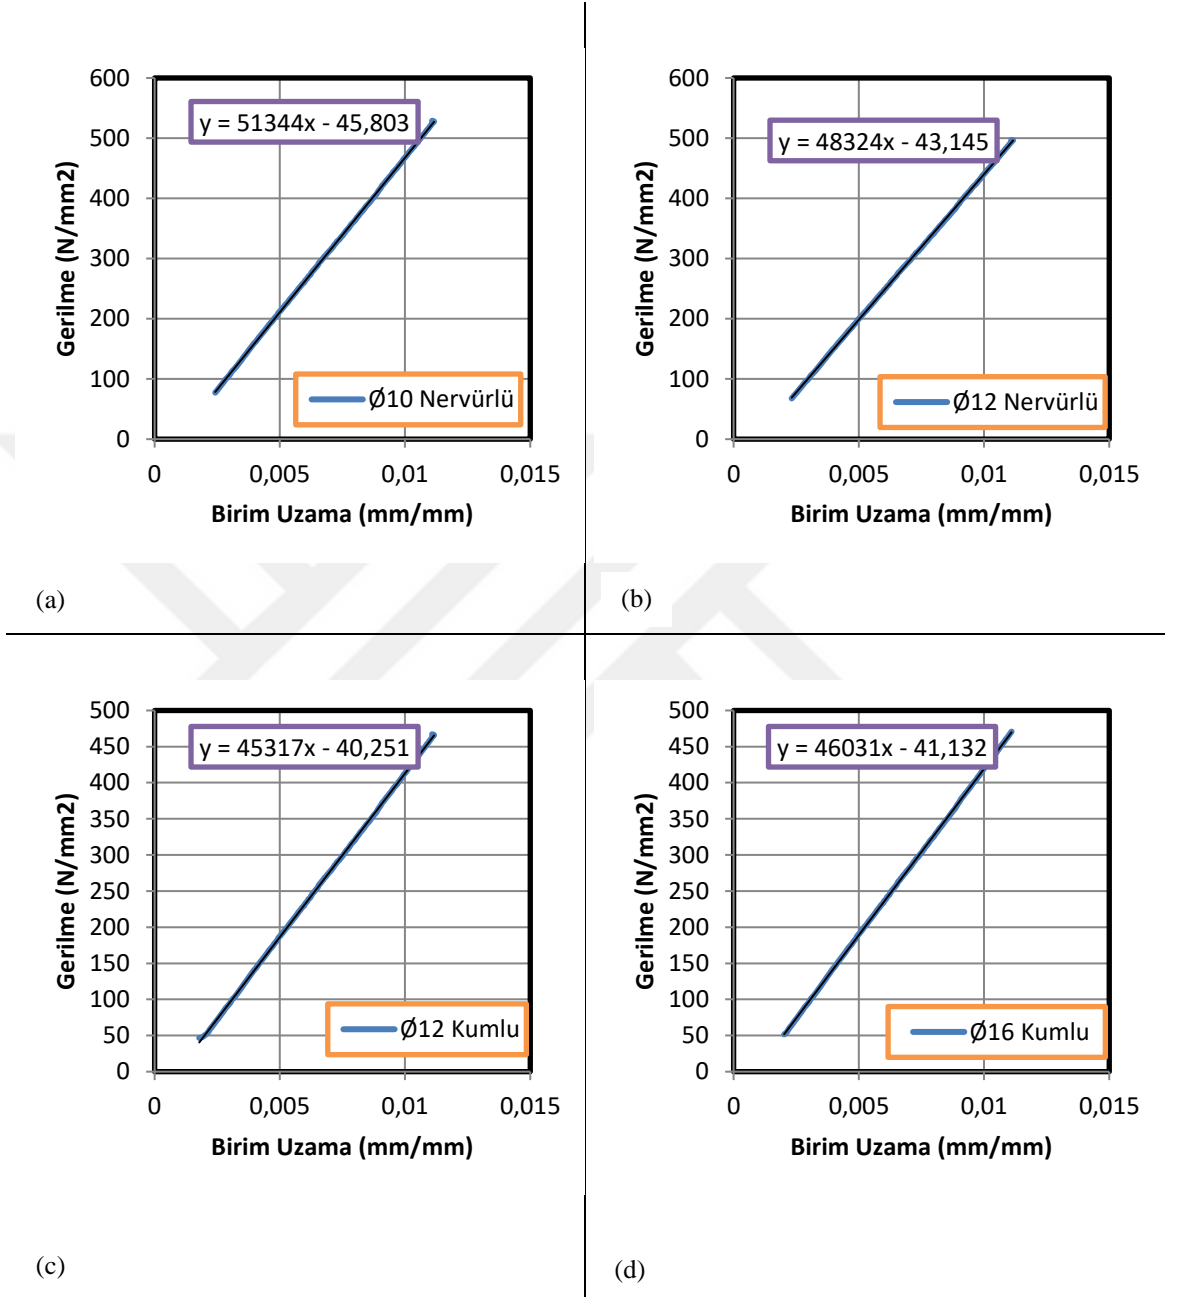 600
500
400
300
200
100
0
Gerilme (N/mm2)
y = 51344x - 45,803
Ø10 Nervürlü
0 0,005 0,01 0,015
Birim Uzama (mm/mm)
(a)
600
500
400
300
200
100
0
Gerilme (N/mm2)
y = 48324x - 43,145
Ø12 Nervürlü
0 0,005 0,01 0,015
Birim Uzama (mm/mm)
(b)
500
450
400
350
300
250
200
150
100
50
0
Gerilme (N/mm2)
y = 45317x - 40,251
Ø12 Kumlu
0 0,005 0,01 0,015
Birim Uzama (mm/mm)
(c)
500
450
400
350
300
250
200
150
100
50
0
Gerilme (N/mm2)
y = 46031x - 41,132
Ø16 Kumlu
0 0,005 0,01 0,015
Birim Uzama (mm/mm)
(d)